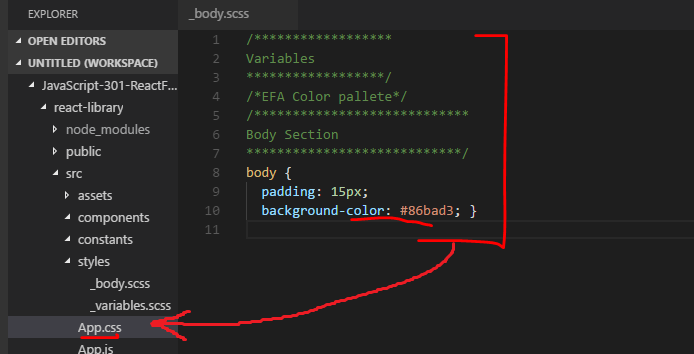 EXPLORER
OPEN EDITORS
UNTITLED (WORKSPACE)
JavaScript-301-ReactF...
react-library
node_modules
public
src
assets
components
constants
styles
_body.scss
_variables.scss
App.css
App.js
_body.scss
1 /******************
2 Variables
3 ******************/
4 /*EFA Color pallete*/
5 /****************************
6 Body Section
7 ****************************/
8 body {
9 padding: 15px;
10 background-color: #86bad3; }
11